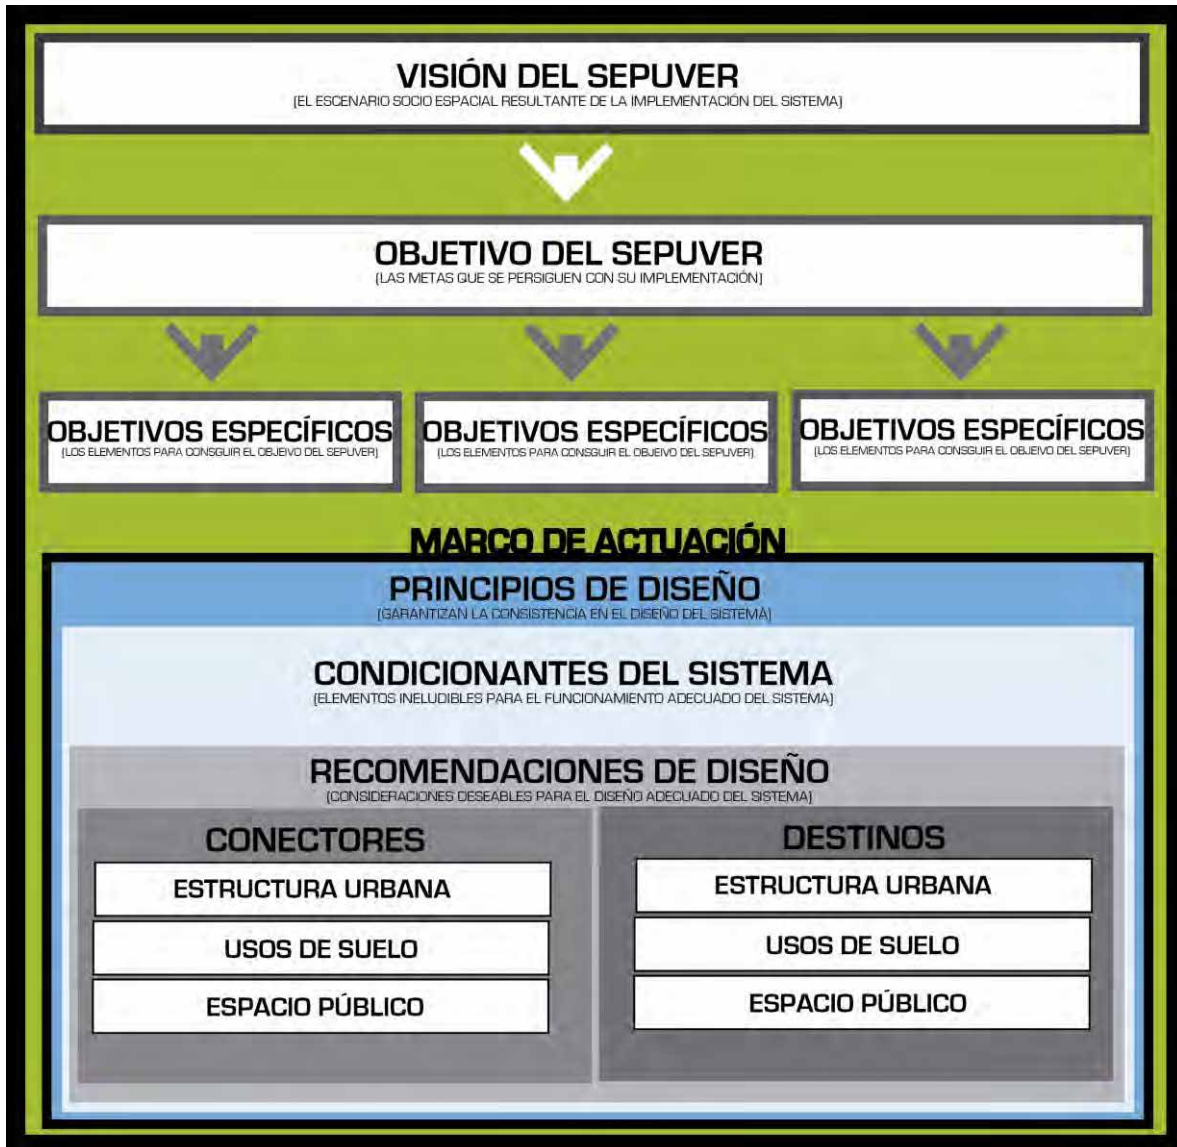 VISIÓN DEL SEPUVER
(EL ESCENARIO SOCIO ESPACIAL RESULTANTE DE LA IMPLEMENTACIÓN DEL SISTEMA)
OBJETIVO DEL SEPUVER
(LAS METAS QUE SE PERSIGUEN CON SU IMPLEMENTACIÓN)
OBJETIVOS ESPECÍFICOS
(LOS ELEMENTOS PARA CONSGUIR EL OBJEIVO DEL SEPUVER)
OBJETIVOS ESPECÍFICOS
(LOS ELEMENTOS PARA CONSGUIR EL OBJEIVO DEL SEPUVER)
OBJETIVOS ESPECÍFICOS
(LOS ELEMENTOS PARA CONSGUIR EL OBJEIVO DEL SEPUVER)
MARCO DE ACTUACIÓN
PRINCIPIOS DE DISEÑO
(GARANTIZAN LA CONSISTENCIA EN EL DISEÑO DEL SISTEMA)
CONDICIONANTES DEL SISTEMA
(ELEMENTOS INELUDIBLES PARA EL FUNCIONAMIENTO ADECUADO DEL SISTEMA)
RECOMENDACIONES DE DISEÑO
(CONSIDERACIONES DESEABLES PARA EL DISEÑO ADECUADO DEL SISTEMA)
CONECTORES
ESTRUCTURA URBANA
USOS DE SUELO
ESPACIO PÚBLICO
DESTINOS
ESTRUCTURA URBANA
USOS DE SUELO
ESPACIO PÚBLICO